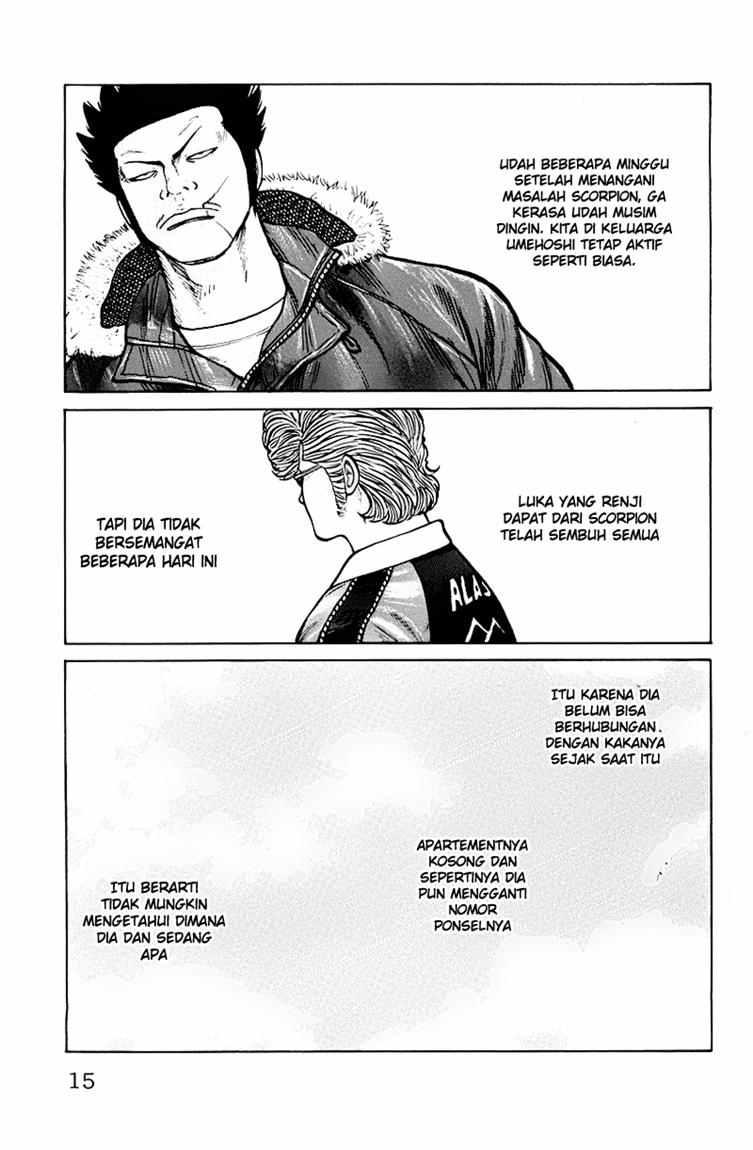 UDAH BEBERAPA MINGGU
SETELAH MENANGANI
MASALAH SCORPION, GA
KERASA UDAH MUSIM
DINGIN. KITA DI KELUARGA
UMEHOSHI TETAP AKTIF
SEPERTI BIASA.
LUKA YANG RENJI
DAPAT DARI SCORPION
TELAH SEMBUH SEMUA
TAPI DIA TIDAK
BERSEMANGAT
BEBERAPA HARI INI
ALAS
ITU KARENA DIA
BELUM BISA
BERHUBUNGAN.
DENGAN KAKANYA
SEJAK SAAT ITU
APARTEMENTNYA
KOSONG DAN
SEPERTINYA DIA
PUN MENGGANTI
NOMOR
PONSELNYA
ITU BERARTI
TIDAK MUNGKIN
MENGETAHUI DIMANA
DIA DAN SEDANG
APA
15